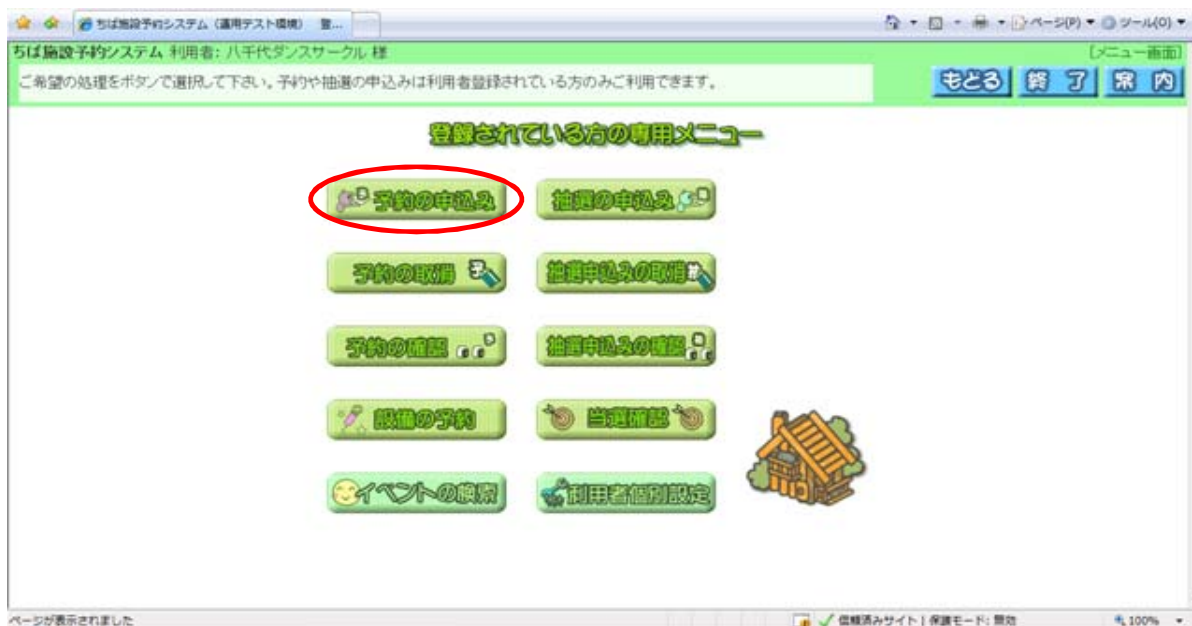 ちば施設予約システム（運用テスト環境） 登...
ページ(P)
ツール(O)
ちば施設予約システム 利用者: 八千代ダンスサークル 様
[メニュー画面]
ご希望の処理をボタンで選択して下さい。予約や抽選の申込みは利用者登録されている方のみご利用できます。
もどる 終 了 案 内
登録されている方の専用メニュー
予約の申込み
抽選の申込み
予約の取消
抽選申込みの取消
予約の確認
抽選申込みの確認
設備の予約
当選確認
イベントの検索
利用者個別設定
ページが表示されました
信頼済みサイト | 保護モード: 無効
100%